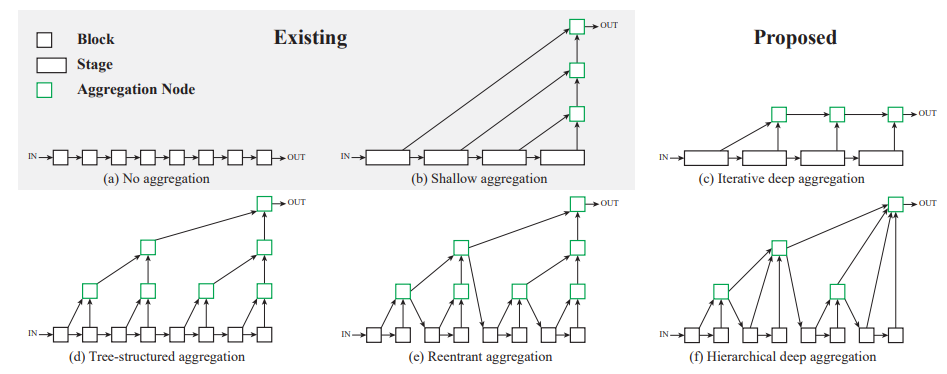 Existing
Proposed
Block
Stage
Aggregation Node
IN
OUT
(a) No aggregation
IN
OUT
(b) Shallow aggregation
IN
OUT
(c) Iterative deep aggregation
IN
OUT
(d) Tree-structured aggregation
IN
OUT
(e) Reentrant aggregation
IN
OUT
(f) Hierarchical deep aggregation